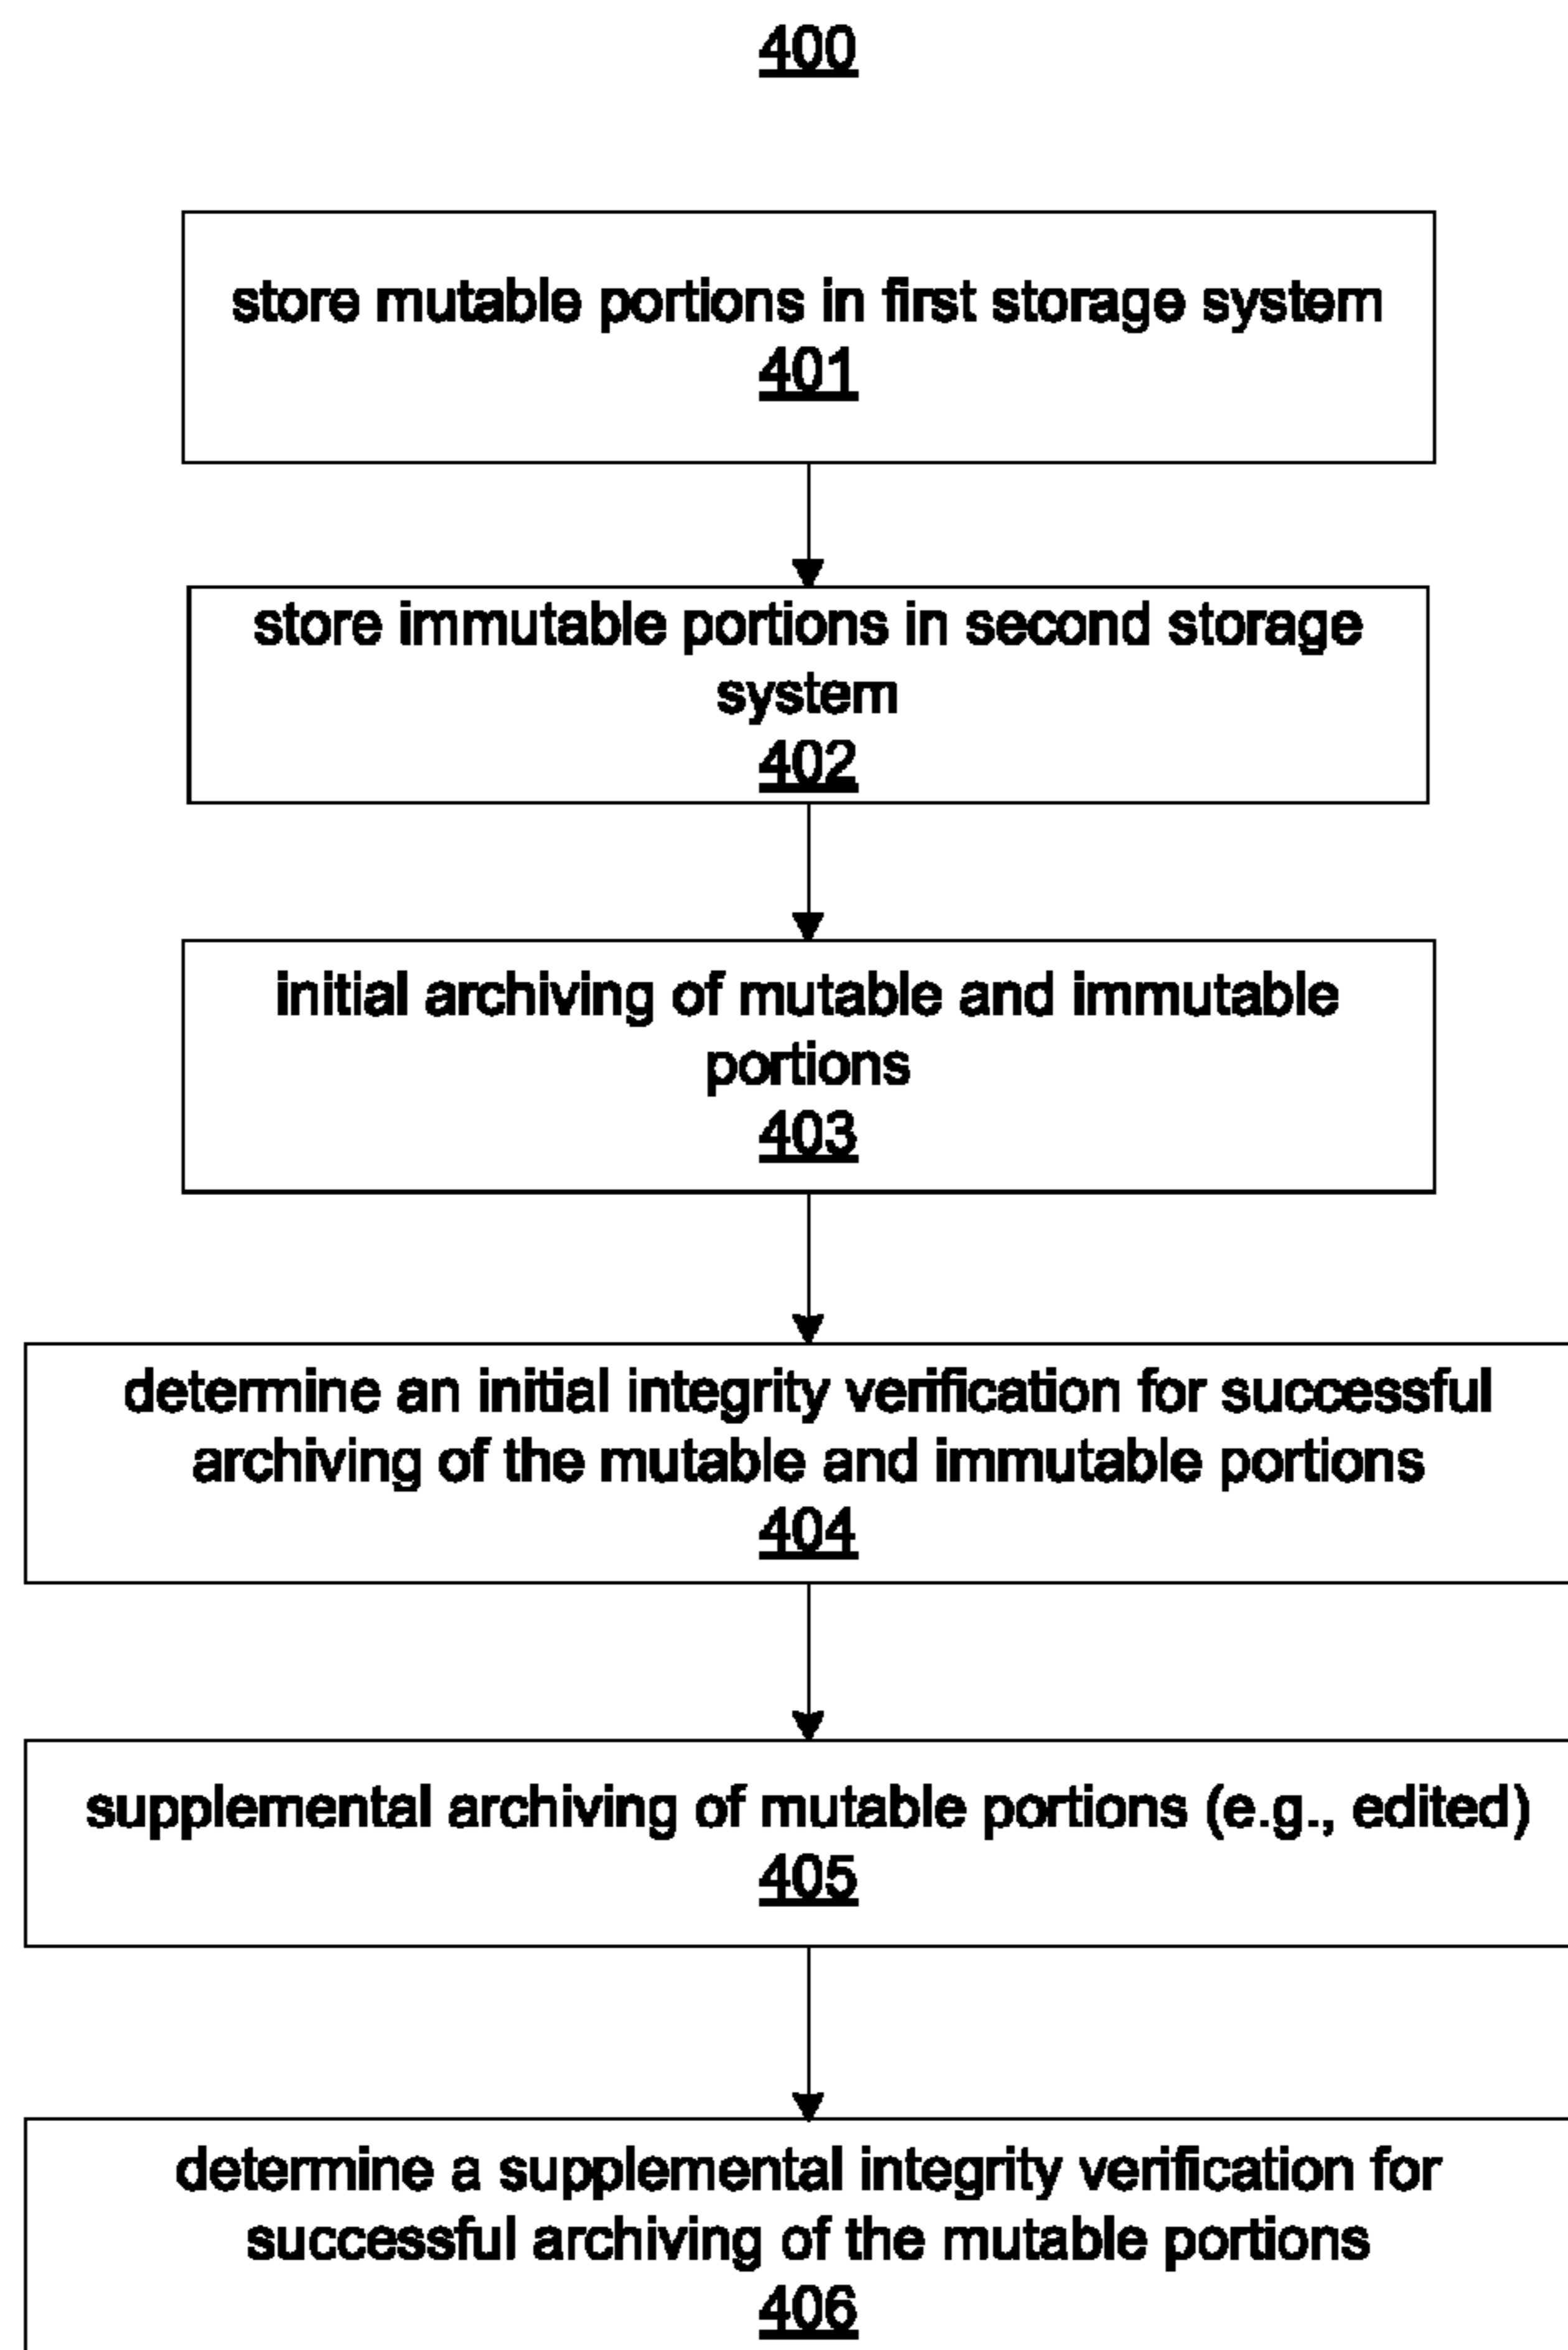 400
store mutable portions in first storage system
401
store immutable portions in second storage
system
402
initial archiving of mutable and immutable
portions
403
determine an initial integrity verification for successful
archiving of the mutable and immutable portions
404
supplemental archiving of mutable portions (e.g., edited)
405
determine a supplemental integrity verification for
successful archiving of the mutable portions
406